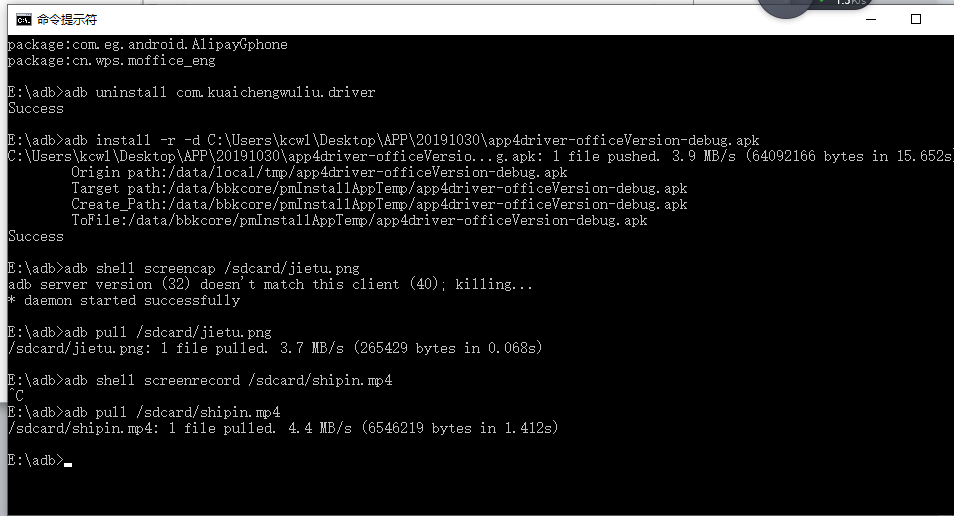 1.5K/s
命令提示符
package:com.eg.android.AlipayGphone
package:cn.wps.moffice_eng
E:\adb>adb uninstall com.kuaichengwuliu.driver
Success
E:\adb>adb install -r -d C:\Users\kcwl\Desktop\APP\20191030\app4driver-officeVersion-debug.apk
C:\Users\kcwl\Desktop\APP\20191030\app4driver-officeVersio...g.apk: 1 file pushed. 3.9 MB/s (64092166 bytes in 15.652s
Origin path:/data/local/tmp/app4driver-officeVersion-debug.apk
Target path:/data/bbkcore/pmInstallAppTemp/app4driver-officeVersion-debug.apk
Create_Path:/data/bbkcore/pmInstallAppTemp/app4driver-officeVersion-debug.apk
ToFile:/data/bbkcore/pmInstallAppTemp/app4driver-officeVersion-debug.apk
Success
E:\adb>adb shell screencap /sdcard/jietu.png
adb server version (32) doesn't match this client (40); killing...
* daemon started successfully
E:\adb>adb pull /sdcard/jietu.png
/sdcard/jietu.png: 1 file pulled. 3.7 MB/s (265429 bytes in 0.068s)
E:\adb>adb shell screenrecord /sdcard/shipin.mp4
^C
E:\adb>adb pull /sdcard/shipin.mp4
/sdcard/shipin.mp4: 1 file pulled. 4.4 MB/s (6546219 bytes in 1.412s)
E:\adb>